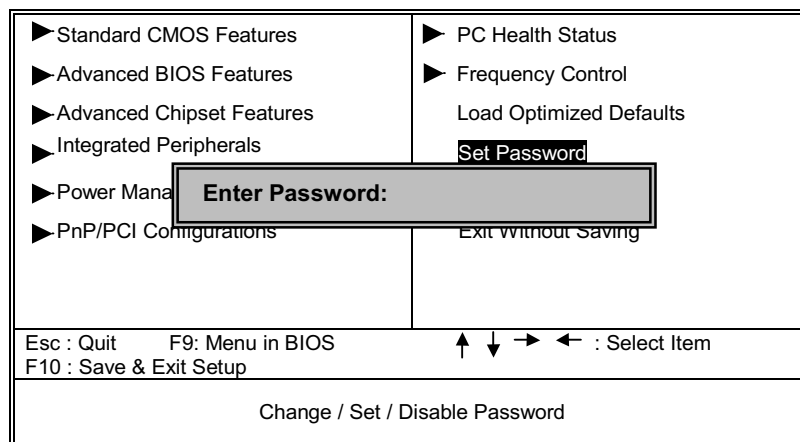 Standard CMOS Features
Advanced BIOS Features
Advanced Chipset Features
Integrated Peripherals
Power Mana
PnP/PCI Configurations
PC Health Status
Frequency Control
Load Optimized Defaults
Set Password
Exit Without Saving
Enter Password:
Esc : Quit F9: Menu in BIOS : Select Item
F10 : Save & Exit Setup
Change / Set / Disable Password